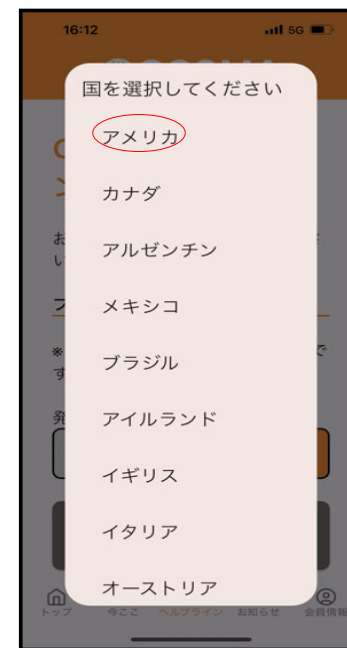 16:12
5G
国を選択してください
アメリカ
カナダ
アルゼンチン
メキシコ
ブラジル
アイルランド
イギリス
イタリア
オーストリア
トップ 今ここ ヘルプライン お知らせ 会員情報